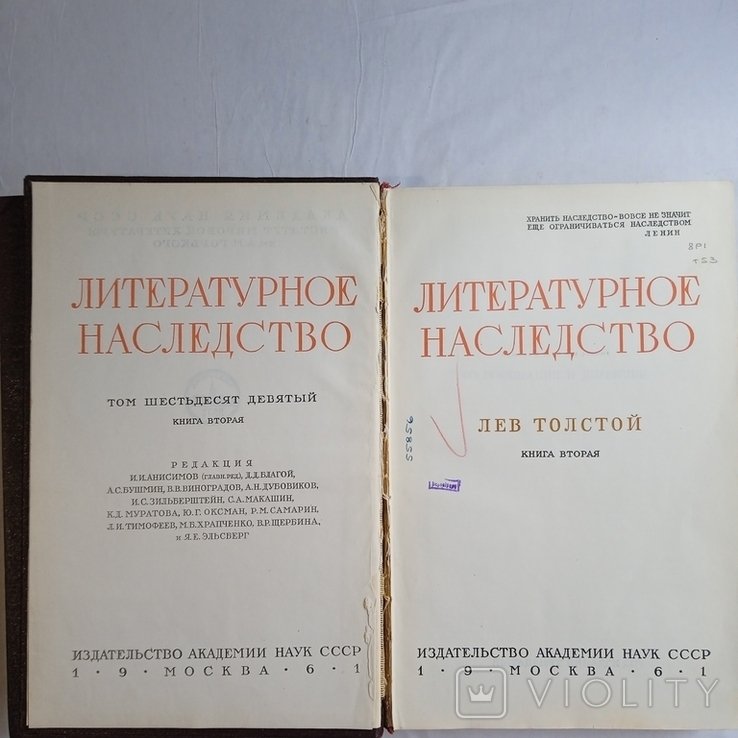 ЛИТЕРАТУРНОЕ
НАСЛЕДСТВО
ТОМ ШЕСТЬДЕСЯТ ДЕВЯТЫЙ
КНИГА ВТОРАЯ
РЕДАКЦИЯ
И.И.АНИСИМОВ (ГЛАВН.РЕД), Д.Д.БЛАГОЙ,
А.С.БУШМИН, В.В.ВИНОГРАДОВ, А.Н.ДУБОВИКОВ,
И.С.ЗИЛЬБЕРШТЕЙН, С.А.МАКАШИН,
К.Д.МУРАТОВА, Ю.Г.ОКСМАН, Р.М.САМАРИН,
Л.И.ТИМОФЕЕВ, М.Б.ХРАПЧЕНКО, В.Р.ЩЕРБИНА,
И Я.Е.ЭЛЬСБЕРГ
ИЗДАТЕЛЬСТВО АКАДЕМИИ НАУК СССР
1 · 9 · МОСКВА · 6 · 1
ХРАНИТЬ НАСЛЕДСТВО-ВОВСЕ НЕ ЗНАЧИТ
ЕЩЕ ОГРАНИЧИВАТЬСЯ НАСЛЕДСТВОМ
ЛЕНИН
8Р1
т53
ЛИТЕРАТУРНОЕ
НАСЛЕДСТВО
ЛЕВ ТОЛСТОЙ
КНИГА ВТОРАЯ
55856
ИЗДАТЕЛЬСТВО АКАДЕМИИ НАУК СССР
1 · 9 · МОСКВА · 6 · 1
VIOLITY